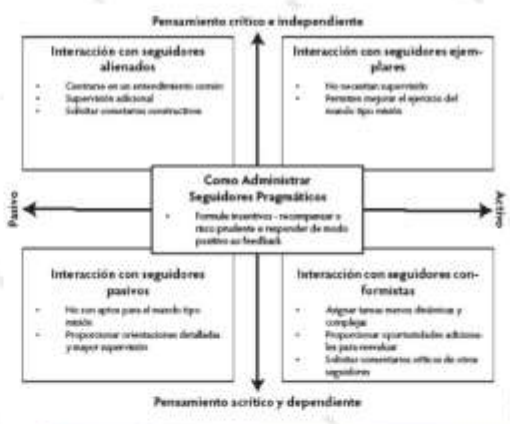 Pensamiento crítico e independiente
Interacción con seguidores
alienados
• Centrarse en un entendimiento común
• Supervisión adicional
• Solicitar comentarios constructivos
Interacción con seguidores ejem-
plares
• No necesitan supervisión
• Permiten mejorar el ejercicio del
mando tipo misión
Como Administrar
Seguidores Pragmáticos
• Formule incentivos - recompensar o
risco prudente e responder de modo
positivo ao feedback
Pasivo
Activo
Interacción con seguidores
pasivos
• No son aptos para el mando tipo
misión
• Proporcionar orientaciones detalladas
y mayor supervisión
Interacción con seguidores con-
formistas
• Asignar tareas menos dinámicas y
complejas
• Proporcionar oportunidades adiciona-
les para reevaluar
• Solicitar comentarios críticos de otros
seguidores
Pensamiento acrítico y dependiente